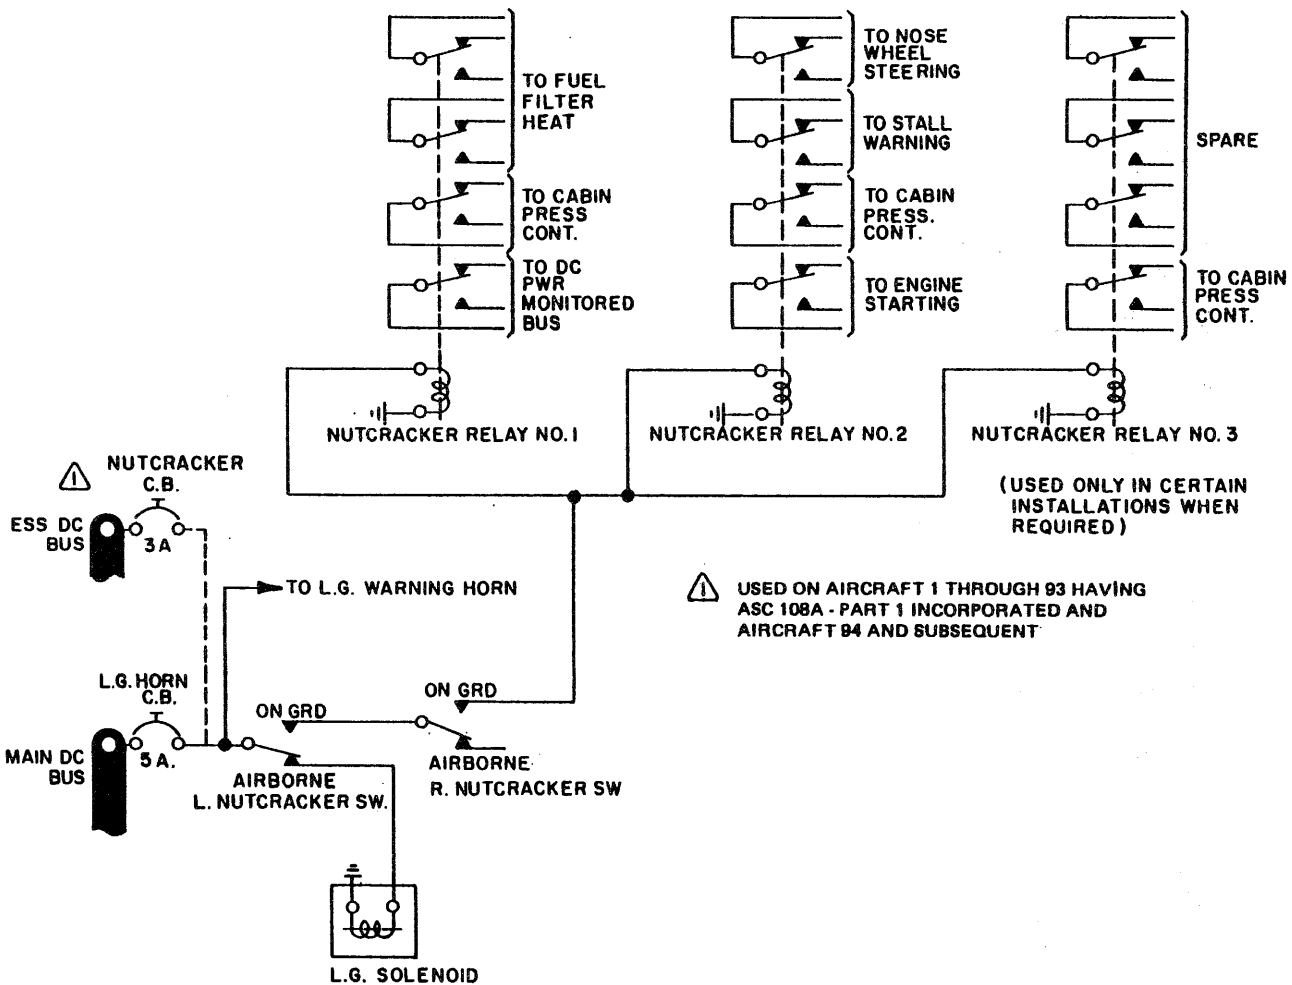 TO FUEL
FILTER
HEAT
TO CABIN
PRESS
CONT.
TO DC
PWR
MONITORED
BUS
TO NOSE
WHEEL
STEERING
TO STALL
WARNING
TO CABIN
PRESS.
CONT.
TO ENGINE
STARTING
SPARE
TO CABIN
PRESS
CONT.
NUTCRACKER RELAY NO. 1
NUTCRACKER RELAY NO. 2
NUTCRACKER RELAY NO. 3
(USED ONLY IN CERTAIN
INSTALLATIONS WHEN
REQUIRED)
1
NUTCRACKER
C.B.
ESS DC
BUS
3 A
TO L.G. WARNING HORN
1
USED ON AIRCRAFT 1 THROUGH 93 HAVING
ASC 108A - PART 1 INCORPORATED AND
AIRCRAFT 94 AND SUBSEQUENT
L.G. HORN
C.B.
MAIN DC
BUS
5 A.
ON GRD
AIRBORNE
L. NUTCRACKER SW.
ON GRD
AIRBORNE
R. NUTCRACKER SW
L.G. SOLENOID